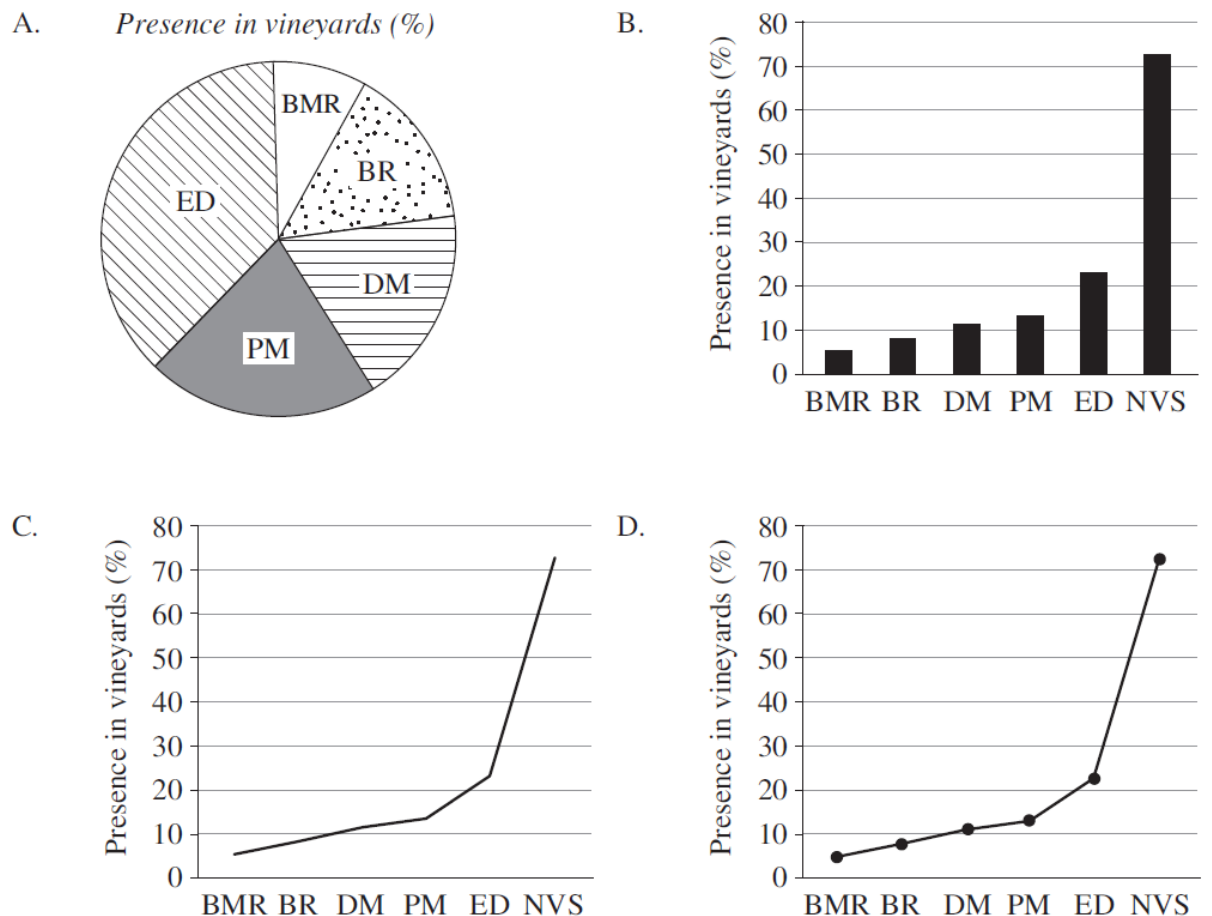 A. Presence in vineyards (%)
BMR
BR
ED
DM
PM
B. Presence in vineyards (%)
80
70
60
50
40
30
20
10
0
BMR BR DM PM ED NVS
C. Presence in vineyards (%)
80
70
60
50
40
30
20
10
0
BMR BR DM PM ED NVS
D. Presence in vineyards (%)
80
70
60
50
40
30
20
10
0
BMR BR DM PM ED NVS